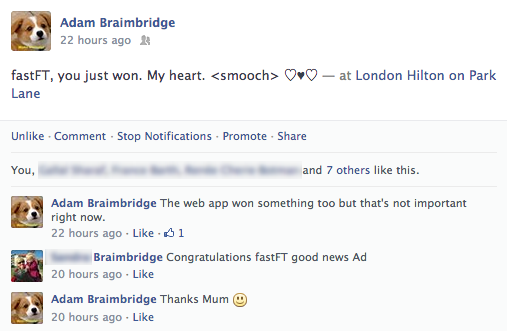 Adam Braimbridge
22 hours ago
fastFT, you just won. My heart. <smooch> ♡♥♡ — at London Hilton on Park
Lane
Unlike · Comment · Stop Notifications · Promote · Share
You, and 7 others like this.
Adam Braimbridge The web app won something too but that's not important
right now.
22 hours ago · Like · 1
Braimbridge Congratulations fastFT good news Ad
20 hours ago · Like
Adam Braimbridge Thanks Mum
20 hours ago · Like